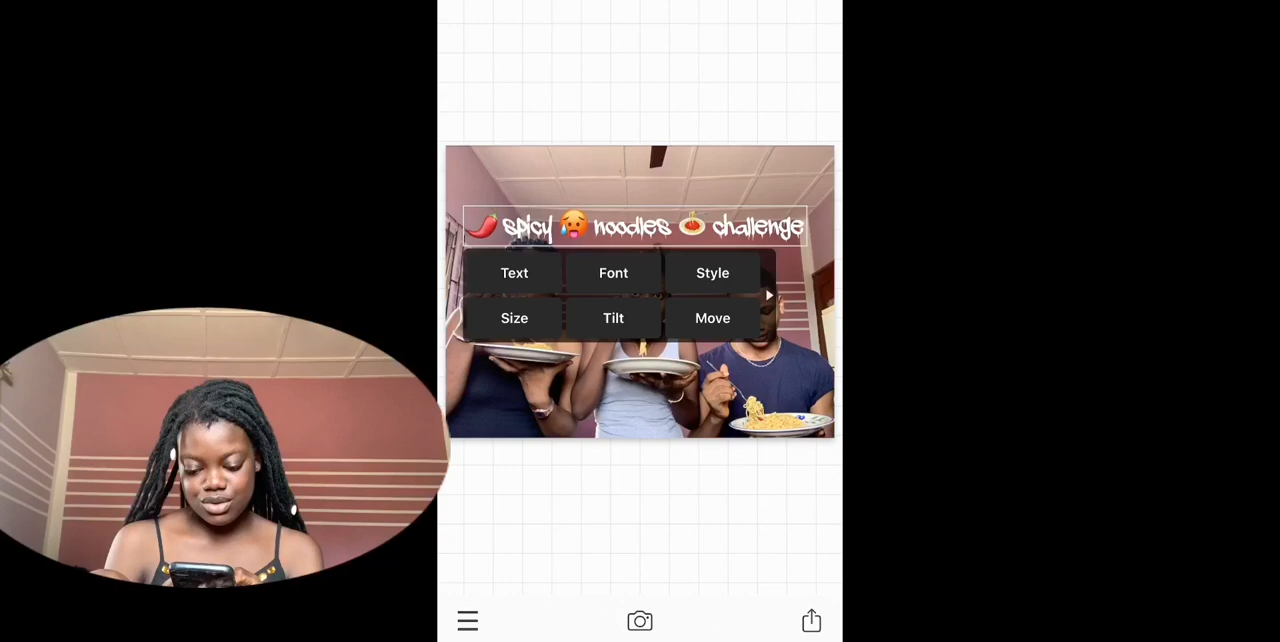 🌶️ spicy 🥵 noodles 🍝 challenge
Text Font Style
Size Tilt Move